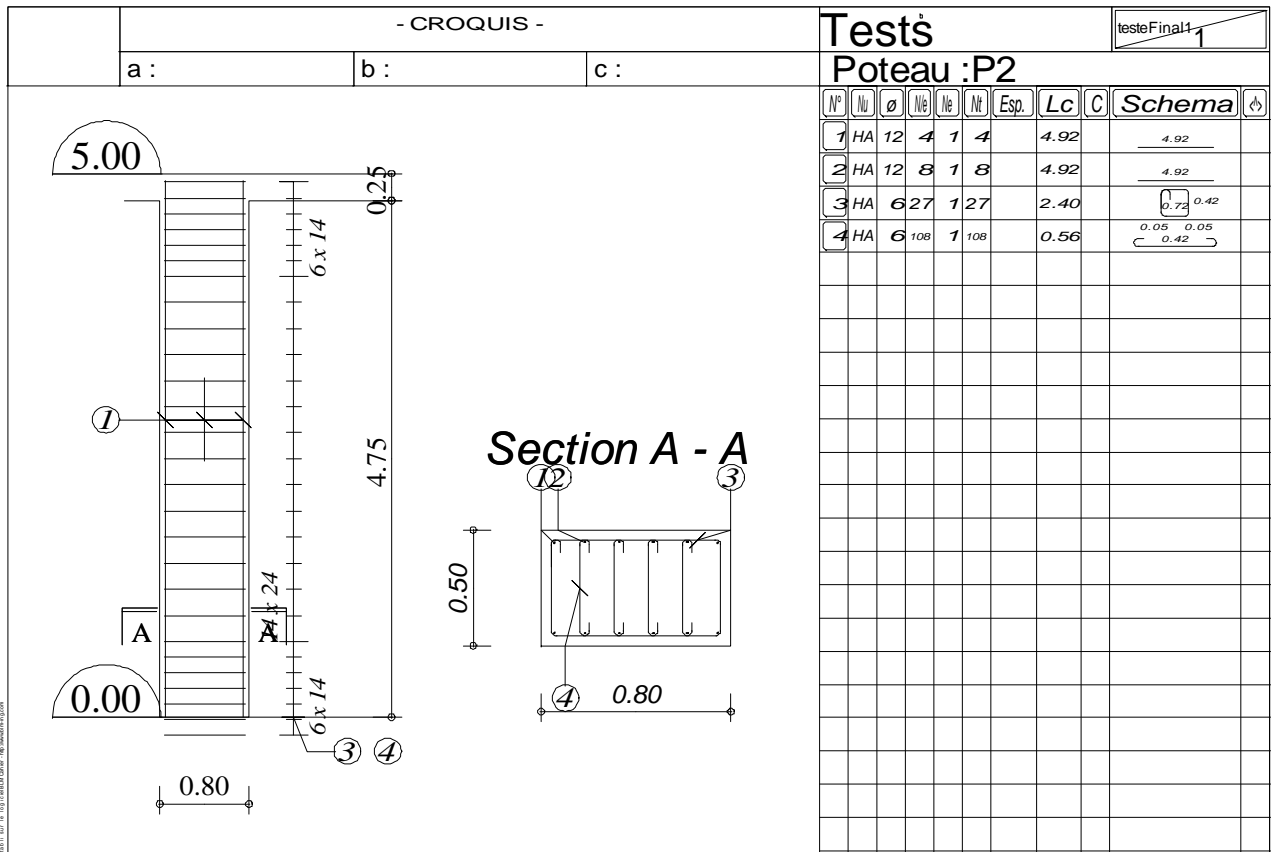 - CROQUIS -
a :
b :
c :
Tests
testeFinal1
1
Poteau :P2
N° Nu ø N/e Ne Nt Esp. Lc C Schema
1 HA 12 4 1 4 4.92 4.92
2 HA 12 8 1 8 4.92 4.92
3 HA 6 27 1 27 2.40 0.72 0.42
4 HA 6 108 1 108 0.56 0.05 0.05 0.42
5.00
0.25
6 x 14
1
4.75
x 24
A
A
0.00
6 x 14
3 4
0.80
Section A - A
1 2 3
0.50
4
0.80